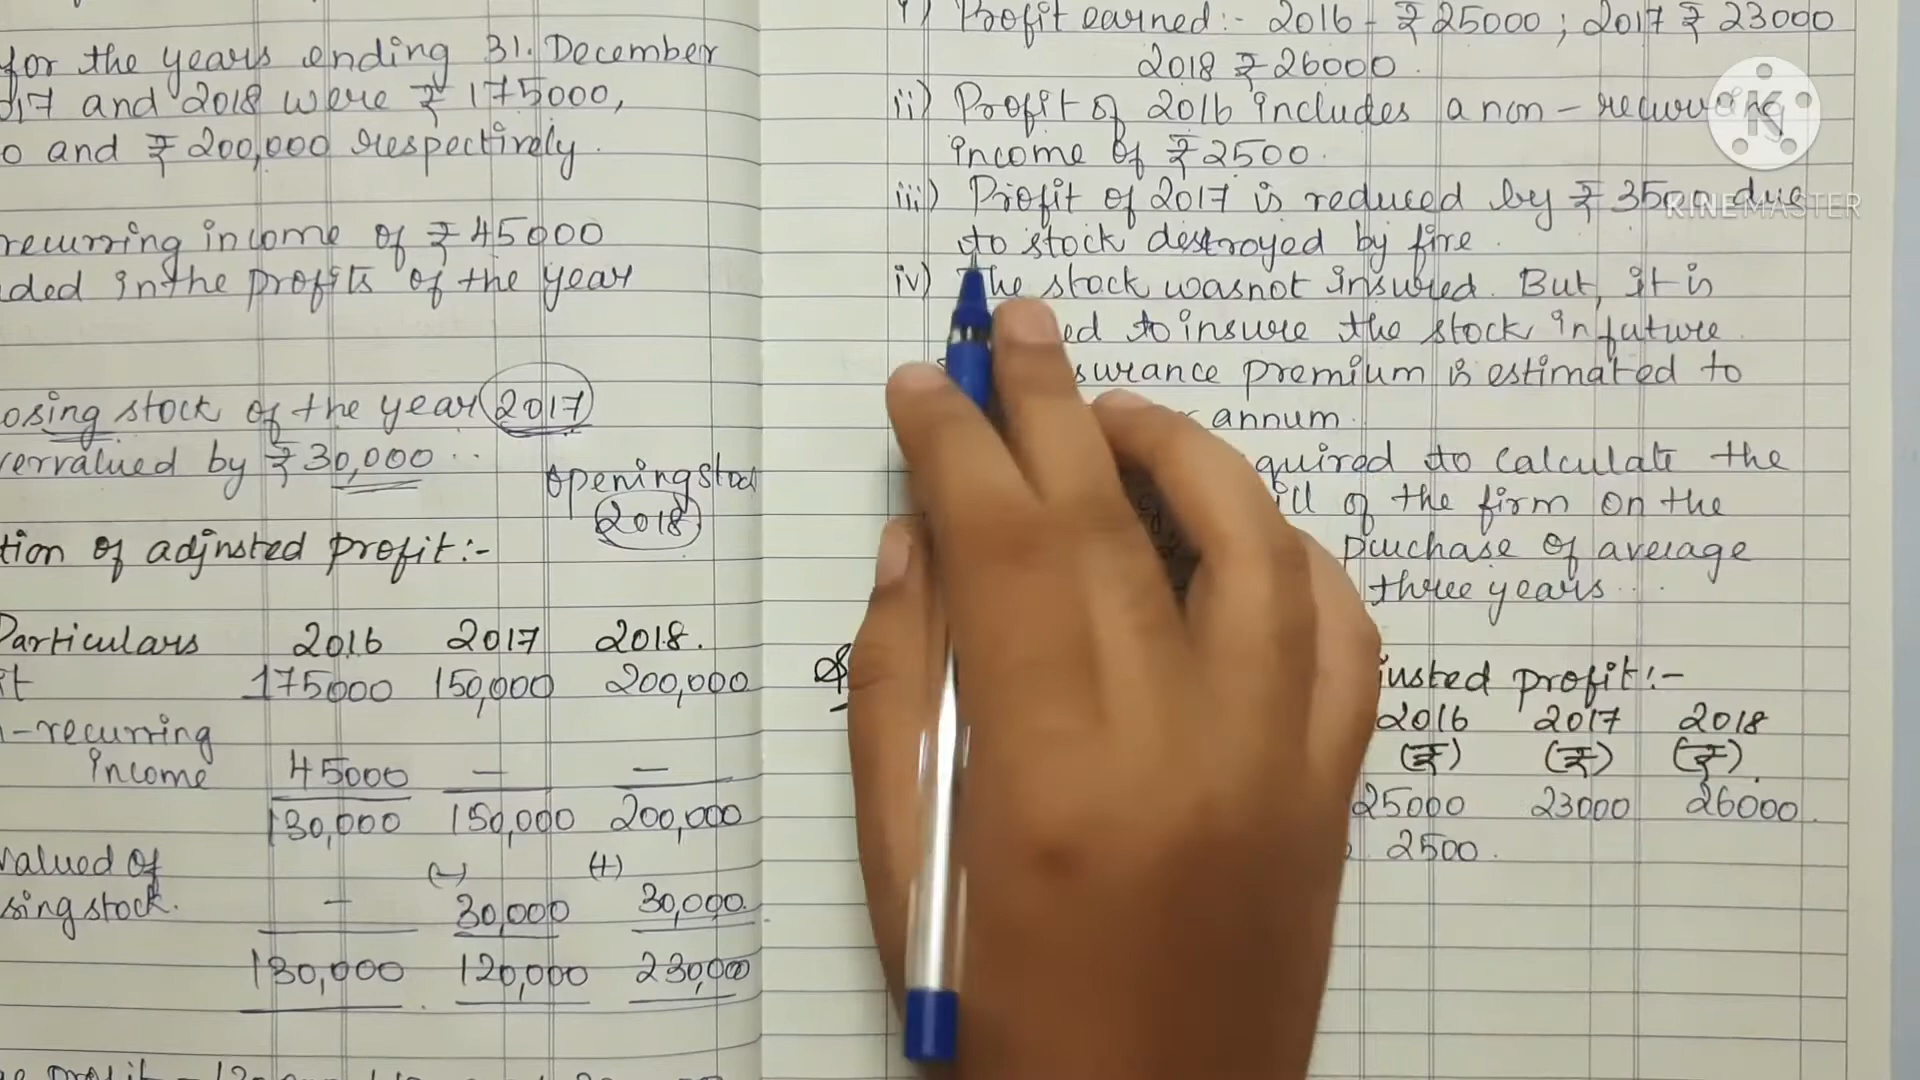 for the years ending 31. December
17 and 2018 were ₹ 175000,
0 and ₹ 200,000 respectively.
recurring income of ₹ 45000
ded in the profits of the year
osing stock of the year 2017
ervalued by ₹ 30,000 ..
opening stoc
2018
tion of adjusted profit :-
Particulars 2016 2017 2018.
it 175000 150,000 200,000
-recurring
income 45000 — —
130,000 150,000 200,000
valued of (-) (+)
sing stock. — 30,000 30,000
130,000 120,000 230,000
i) Profit earned :- 2016 - ₹ 25000 ; 2017 ₹ 23000
2018 ₹ 26000.
ii) Profit of 2016 includes a non - recurring
income of ₹ 2500.
iii) Profit of 2017 is reduced by ₹ 3500 due
to stock destroyed by fire.
iv) The stock was not insured. But, it is
ed to insure the stock in future.
surance premium is estimated to
annum.
quired to calculate the
ill of the firm on the
purchase of average
three years ..
justed profit :-
2016 2017 2018
(₹) (₹) (₹).
25000 23000 26000.
2500.
K
KINEMASTER